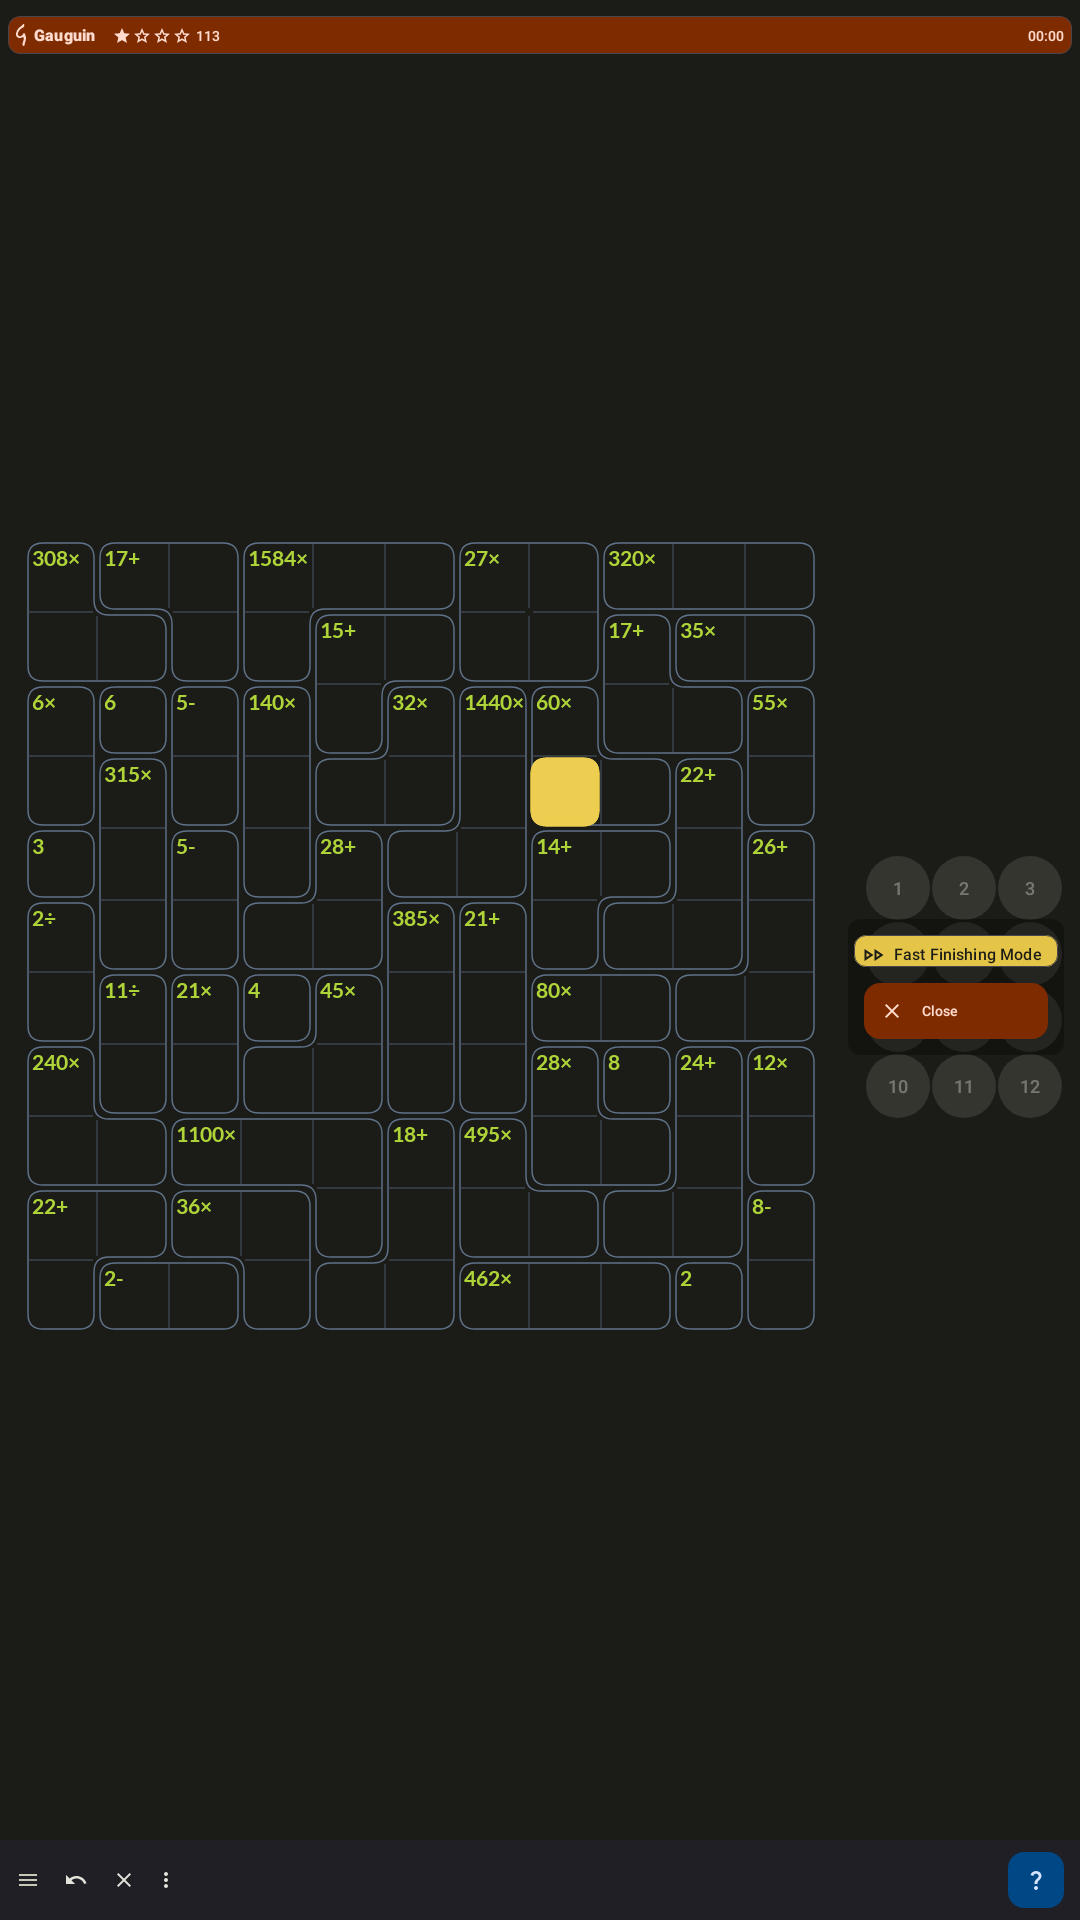 Gauguin 113 00:00
308× 17+ 1584× 27× 320×
15+ 17+ 35×
6× 6 5- 140× 32× 1440× 60× 55×
315× 22+
3 5- 28+ 14+ 26+
2÷ 385× 21+
11÷ 21× 4 45× 80×
240× 28× 8 24+ 12×
1100× 18+ 495×
22+ 36× 8-
2- 462× 2
1 2 3
Fast Finishing Mode
Close
10 11 12
?